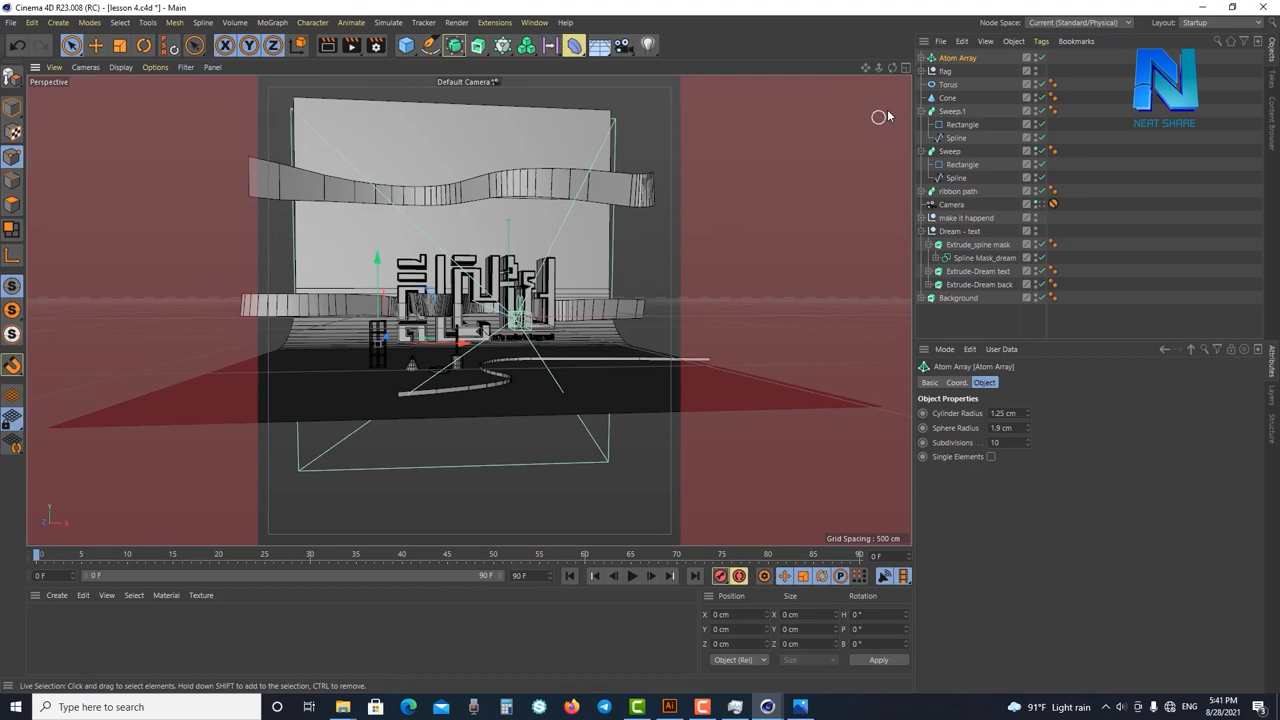 Cinema 4D R23.008 (RC) - [lesson 4.c4d *] - Main
File Edit Create Modes Select Tools Mesh Spline Volume MoGraph Character Animate Simulate Tracker Render Extensions Window Help
Node Space: Current (Standard/Physical) Layout: Startup
X Y Z
File Edit View Object Tags Bookmarks
View Cameras Display Options Filter Panel
Perspective
Default Camera
Atom Array
flag
Torus
Cone
Sweep.1
Rectangle
Spline
Sweep
Rectangle
Spline
ribbon path
Camera
make it happend
Dream - text
Extrude_spine mask
Spline Mask_dream
Extrude-Dream text
Extrude-Dream back
Background
NEAT SHARE
Objects
Takes
Content Browser
Attributes
Layers
Structure
Mode Edit User Data
Atom Array [Atom Array]
Basic Coord. Object
Object Properties
Cylinder Radius 1.25 cm
Sphere Radius 1.9 cm
Subdivisions . . 10
Single Elements
Y
Z X
Grid Spacing : 500 cm
0 5 10 15 20 25 30 35 40 45 50 55 60 65 70 75 80 85 90 0 F
0 F 0 F 90 F 90 F
Create Edit View Select Material Texture
Position Size Rotation
X 0 cm X 0 cm H 0 °
Y 0 cm Y 0 cm P 0 °
Z 0 cm Z 0 cm B 0 °
Object (Rel) Size Apply
Live Selection: Click and drag to select elements. Hold down SHIFT to add to the selection, CTRL to remove.
Type here to search
91°F Light rain
5:41 PM
8/28/2021